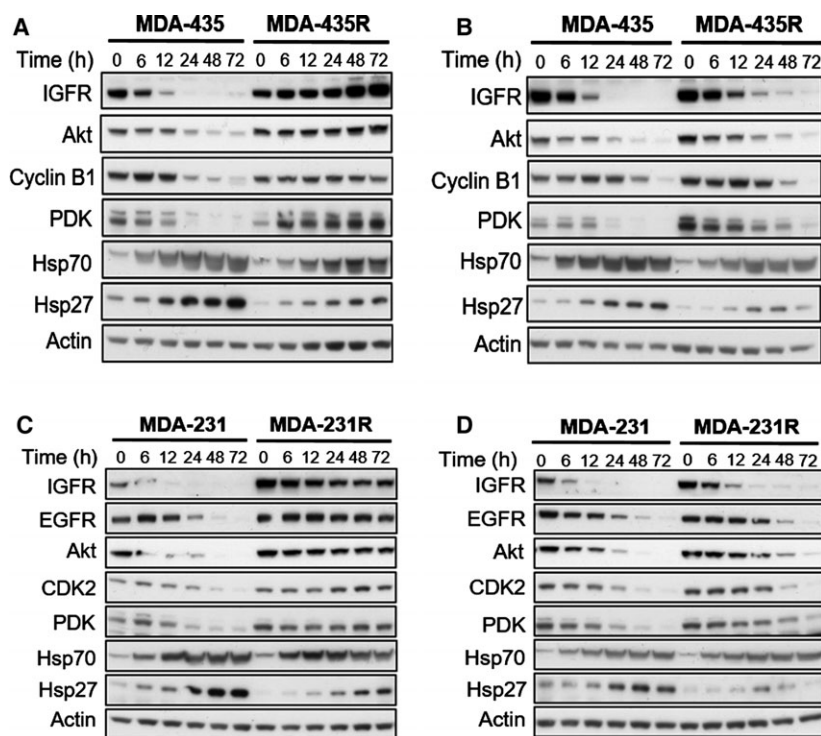 A
MDA-435 MDA-435R
Time (h) 0 6 12 24 48 72 0 6 12 24 48 72
IGFR
Akt
Cyclin B1
PDK
Hsp70
Hsp27
Actin
B
MDA-435 MDA-435R
Time (h) 0 6 12 24 48 72 0 6 12 24 48 72
IGFR
Akt
Cyclin B1
PDK
Hsp70
Hsp27
Actin
C
MDA-231 MDA-231R
Time (h) 0 6 12 24 48 72 0 6 12 24 48 72
IGFR
EGFR
Akt
CDK2
PDK
Hsp70
Hsp27
Actin
D
MDA-231 MDA-231R
Time (h) 0 6 12 24 48 72 0 6 12 24 48 72
IGFR
EGFR
Akt
CDK2
PDK
Hsp70
Hsp27
Actin